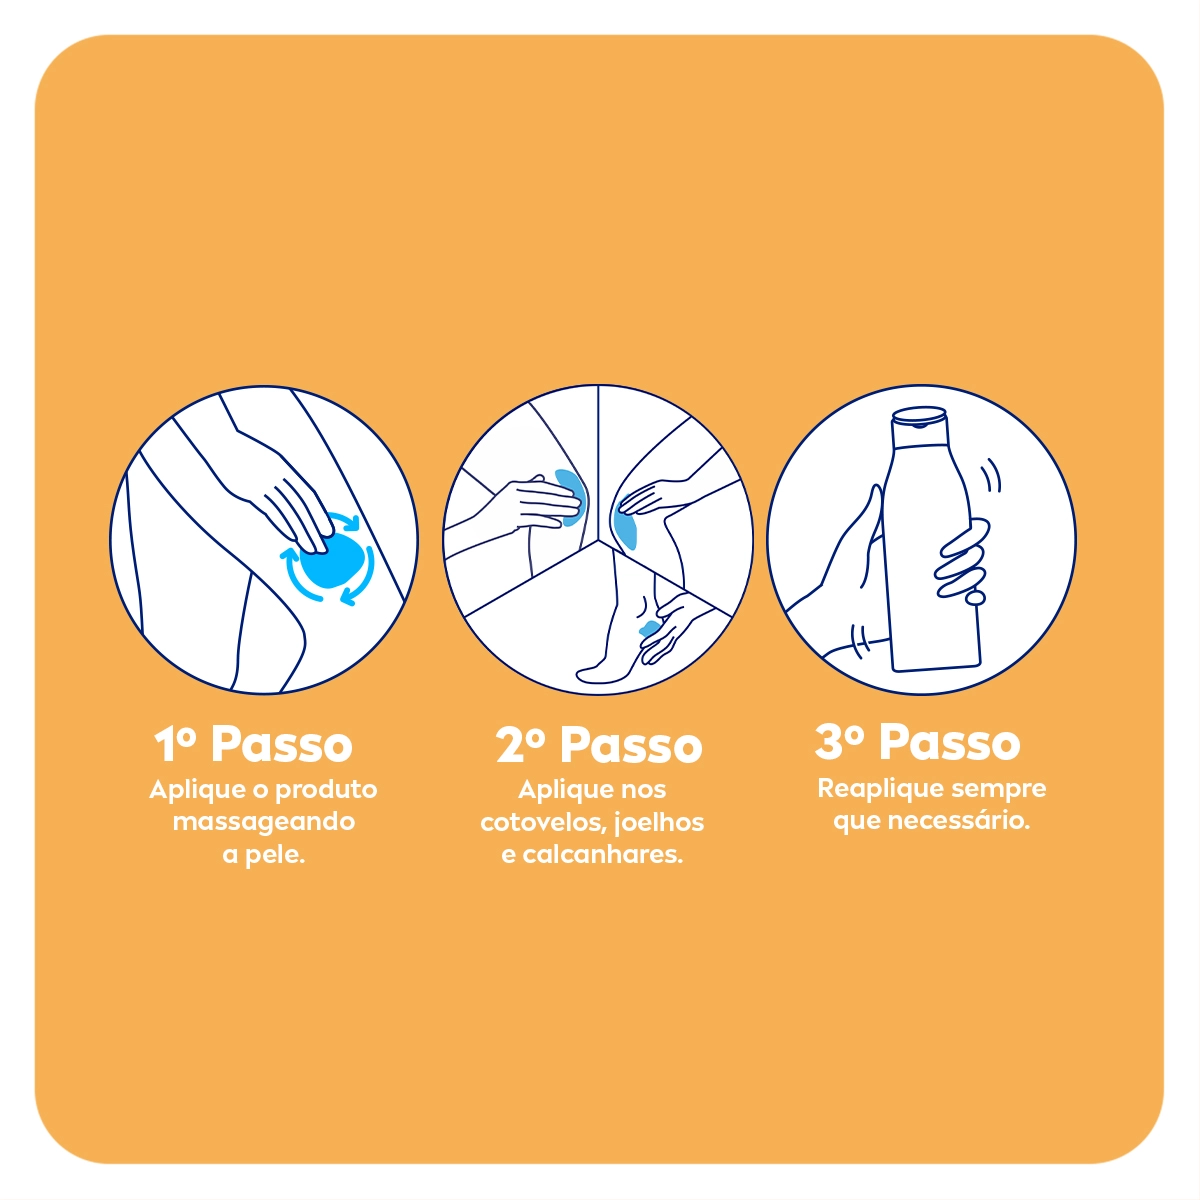 1º Passo
Aplique o produto
massageando
a pele.
2º Passo
Aplique nos
cotovelos, joelhos
e calcanhares.
3º Passo
Reaplique sempre
que necessário.